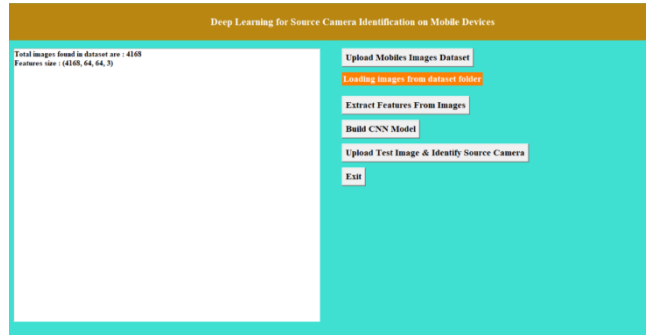 Deep Learning for Source Camera Identification on Mobile Devices
Total images found in dataset are : 4168
Features size : (4168, 64, 64, 3)
Upload Mobiles Images Dataset
Loading images from dataset folder
Extract Features From Images
Build CNN Model
Upload Test Image & Identify Source Camera
Exit